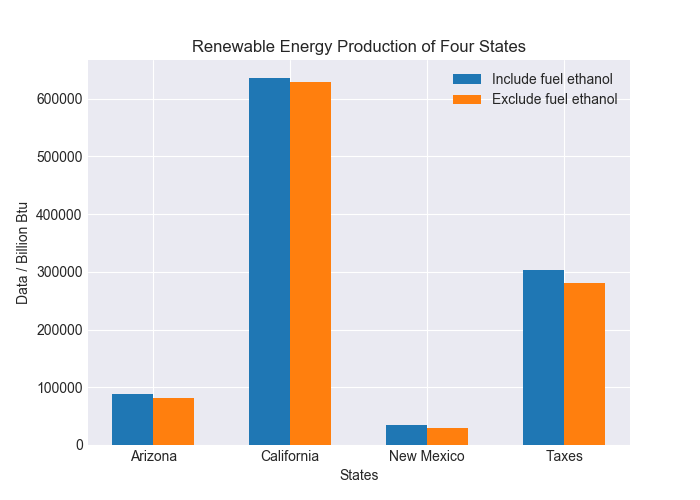 Renewable Energy Production of Four States
Include fuel ethanol
Exclude fuel ethanol
Data / Billion Btu
600000
500000
400000
300000
200000
100000
0
Arizona
California
New Mexico
Taxes
States